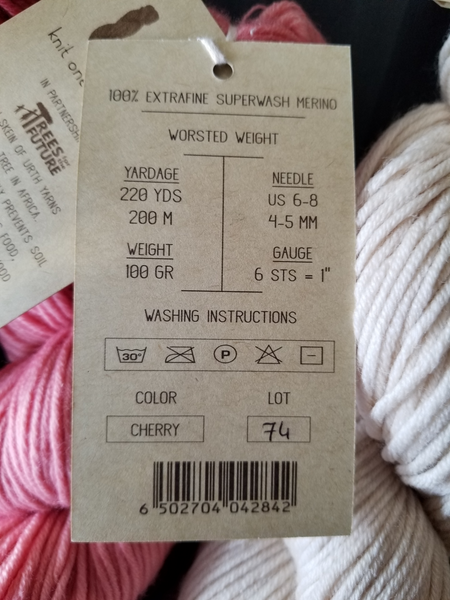 knit one
IN PARTNERSHIP
TREES
FUTURE
SKEIN OF URTH YARNS
TREE IN AFRICA.
PREVENTS SOIL
FOOD,
100% EXTRAFINE SUPERWASH MERINO
WORSTED WEIGHT
YARDAGE
220 YDS
200 M
WEIGHT
100 GR
NEEDLE
US 6-8
4-5 MM
GAUGE
6 STS = 1"
WASHING INSTRUCTIONS
30°
P
COLOR
CHERRY
LOT
74
6 502704 042842